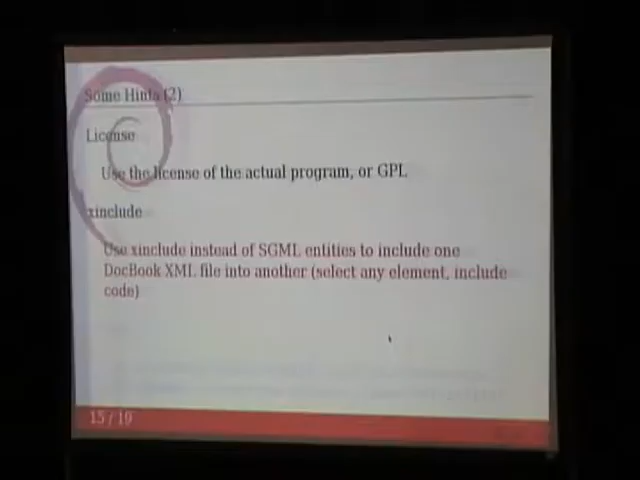 Some Hints (2)
License
Use the license of the actual program, or GPL
xinclude
Use xinclude instead of SGML entities to include one
DocBook XML file into another (select any element, include
code)
15 / 19